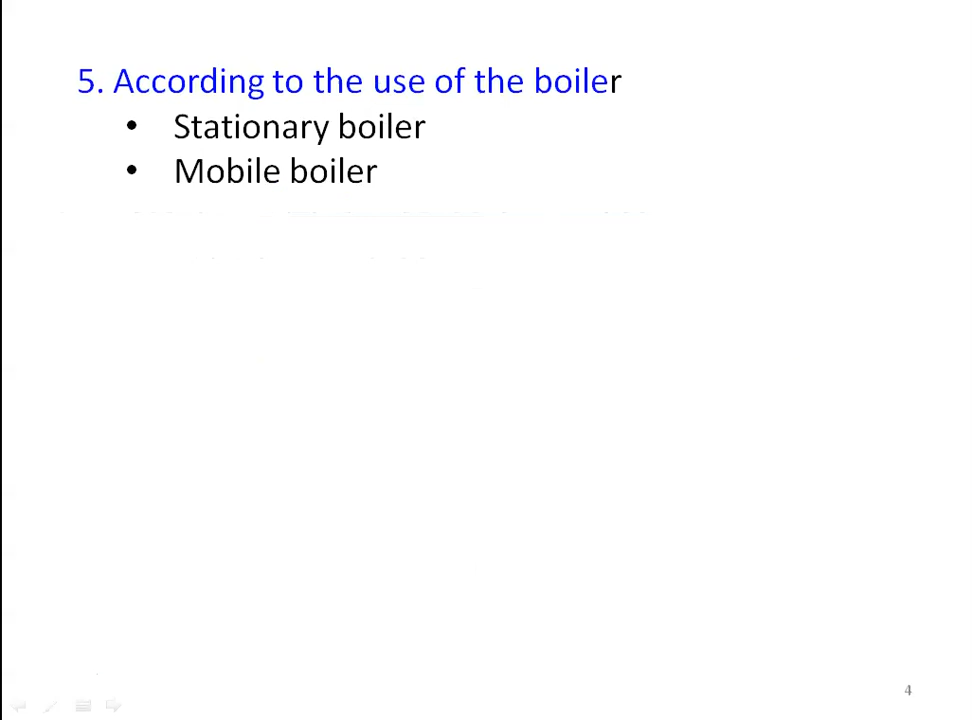 5. According to the use of the boiler
• Stationary boiler
• Mobile boiler
4